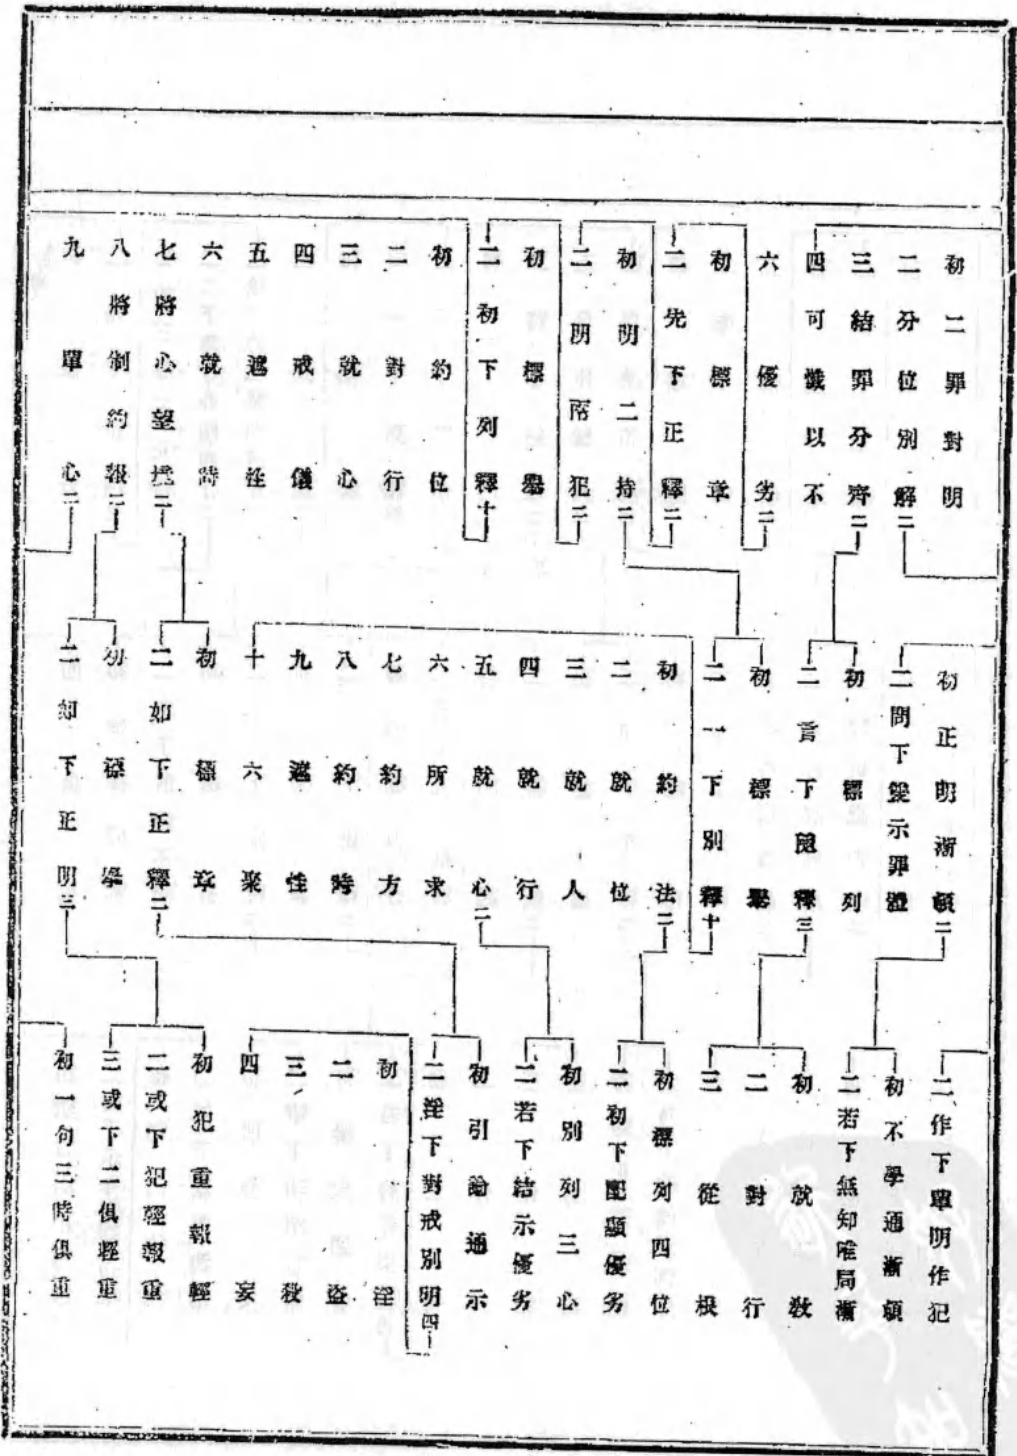 初二罪對明
二分位別解二
三結罪分齊二
四可懺以不
六優劣二
初標章
二先下正釋二
初明二持二
二明兩犯二
初標舉
二初下列釋十
初約位
二對行
三就心
四戒儀
五遮性
六就時
七將心望境二
八將制約報二
九單心二
初正明漸頓二
二問下變示罪體
初標列
二言下隨釋三
初標舉
二一下別釋十
初約法二
二就位
三就人
四就行
五就心二
六所求
七約方
八約時
九遮性
十六聚
初標章
二如下正釋二
初標舉
二如下正明三
二作下單明作犯
初不學通漸頓
二若下無知唯局漸
初就教
二對行
三從根
初標列四位
二初下配顯優劣
初別列三心
二若下結示優劣
初引論通示
二淫下對戒別明四
初淫
二盜
三殺
四妄
初犯重報輕
二或下犯輕報重
三或下二俱輕重
初一句三時俱重